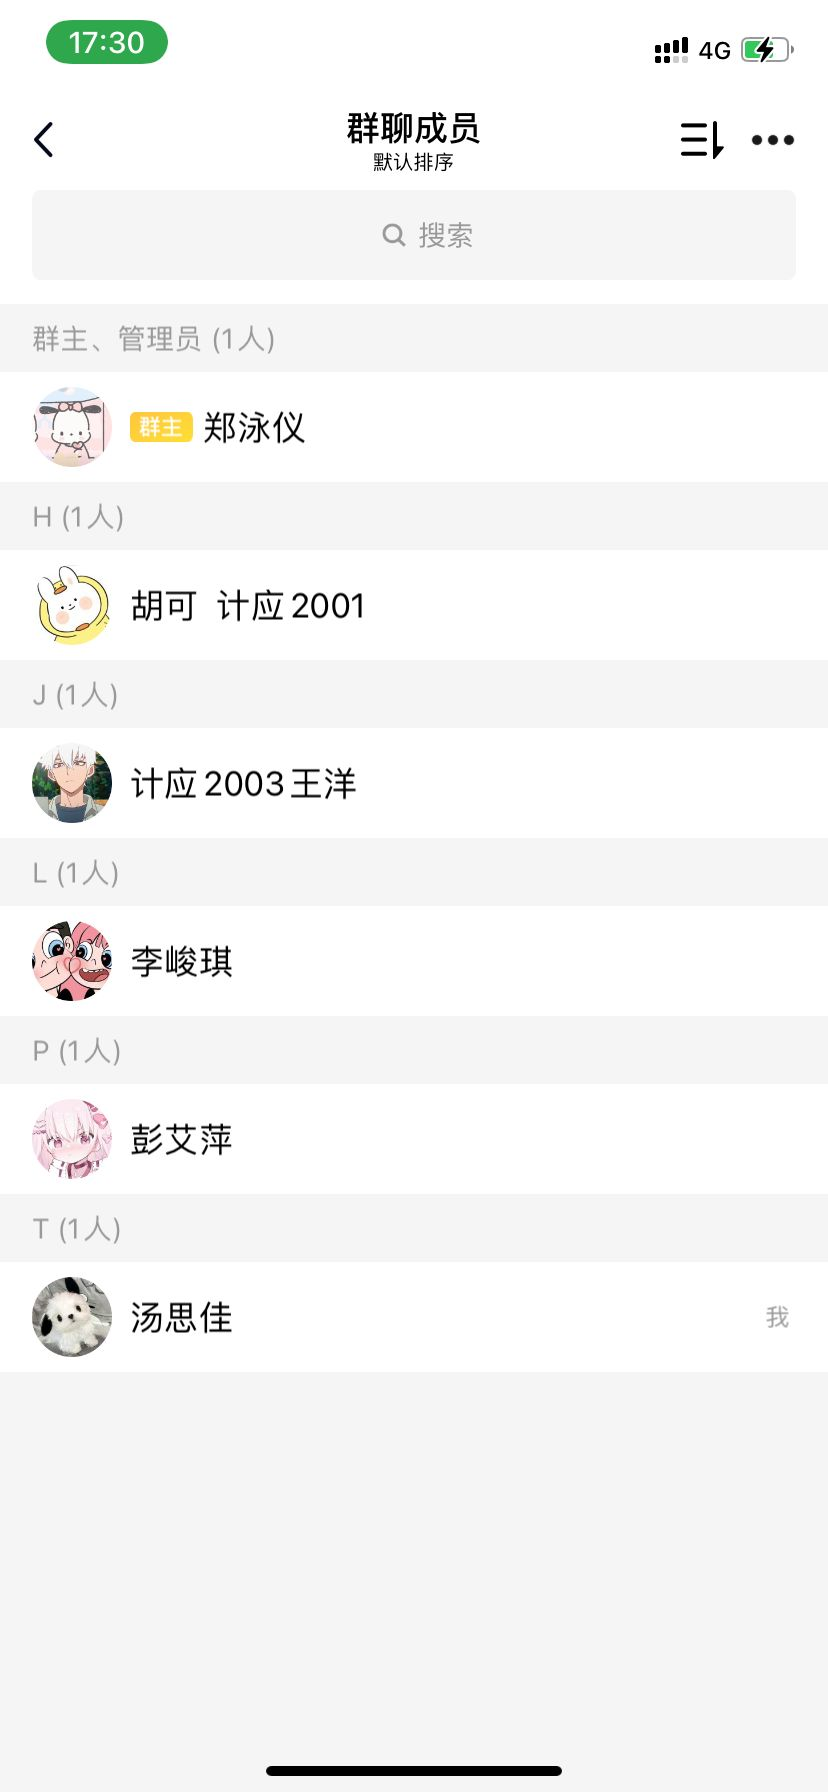 17:30
4G
群聊成员
默认排序
搜索
群主、管理员 (1人)
群主 郑泳仪
H (1人)
胡可 计应2001
J (1人)
计应2003王洋
L (1人)
李峻琪
P (1人)
彭艾萍
T (1人)
汤思佳 我